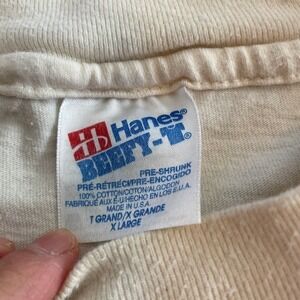 Hanes®
BEEFY-T®
PRE-SHRUNK
PRÉ-RÉTRÉCI/PRE-ENCOGIDO
100% COTTON/COTON/ALGODON
FABRIQUÉ AUX É-U/HECHO EN LOS E.U.A.
MADE IN U.S.A.
T GRAND/X GRANDE
X LARGE